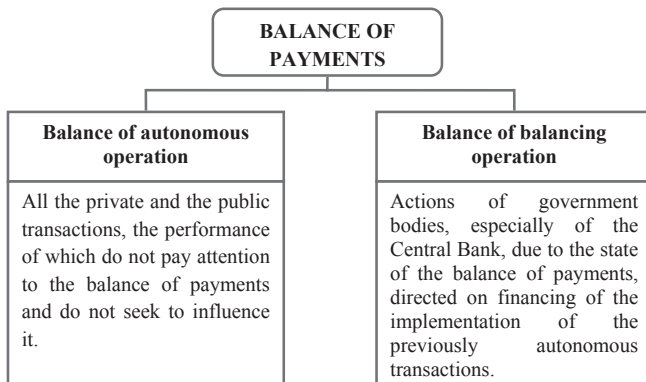 BALANCE OF
PAYMENTS
Balance of autonomous
operation
All the private and the public
transactions, the performance
of which do not pay attention
to the balance of payments
and do not seek to influence
it.
Balance of balancing
operation
Actions of government
bodies, especially of the
Central Bank, due to the state
of the balance of payments,
directed on financing of the
implementation of the
previously autonomous
transactions.